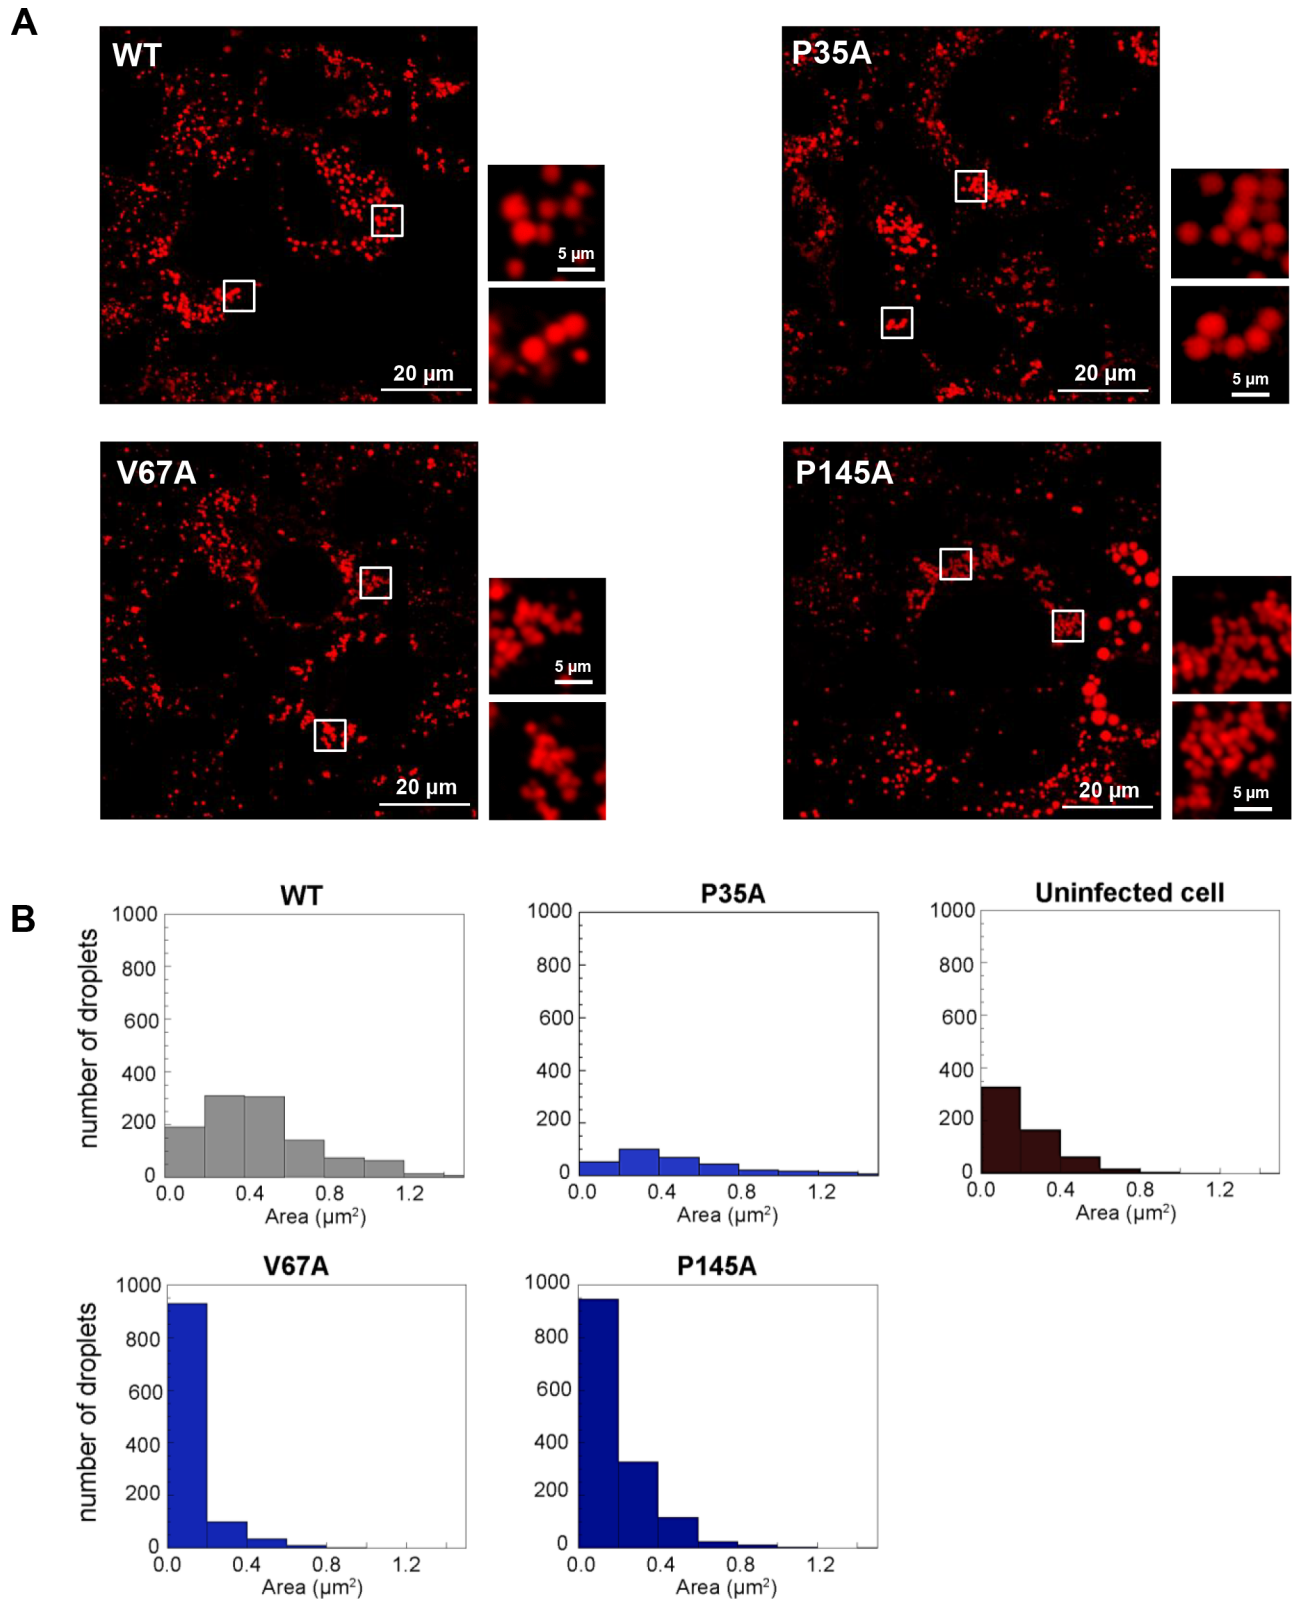 A
WT
5 µm
20 µm
P35A
5 µm
20 µm
V67A
5 µm
20 µm
P145A
5 µm
20 µm
B
WT
number of droplets
1000
800
600
400
200
0
0.0 0.4 0.8 1.2
Area (µm²)
P35A
1000
800
600
400
200
0
0.0 0.4 0.8 1.2
Area (µm²)
Uninfected cell
1000
800
600
400
200
0
0.0 0.4 0.8 1.2
Area (µm²)
V67A
number of droplets
1000
800
600
400
200
0
0.0 0.4 0.8 1.2
Area (µm²)
P145A
1000
800
600
400
200
0
0.0 0.4 0.8 1.2
Area (µm²)